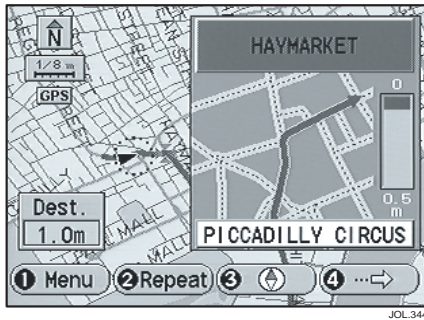 N
HAYMARKET
1/8 m
GPS
0
0.5
m
Dest.
1.0m
PALL MALL
PICCADILLY CIRCUS
1 Menu
2 Repeat
3
4
JOL.344